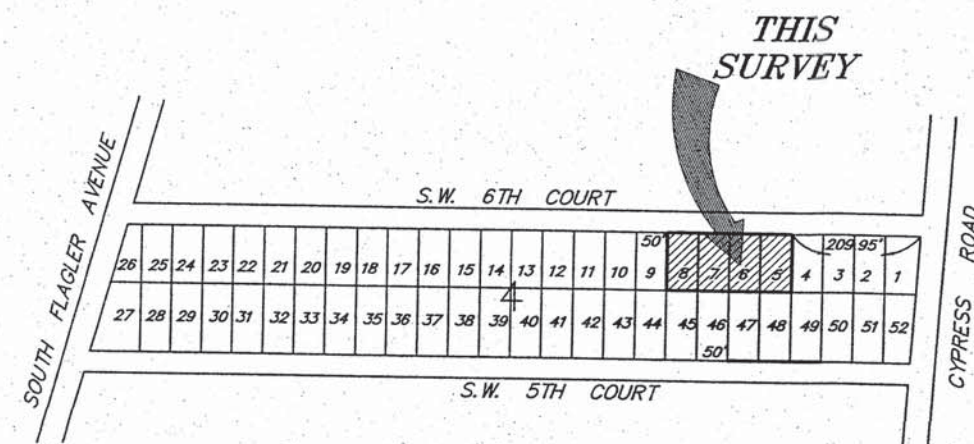 THIS
SURVEY
SOUTH FLAGLER AVENUE
S.W. 6TH COURT
CYPRESS ROAD
50' 209.95'
26 25 24 23 22 21 20 19 18 17 16 15 14 13 12 11 10 9 8 7 6 5 4 3 2 1
4
27 28 29 30 31 32 33 34 35 36 37 38 39 40 41 42 43 44 45 46 47 48 49 50 51 52
50'
S.W. 5TH COURT